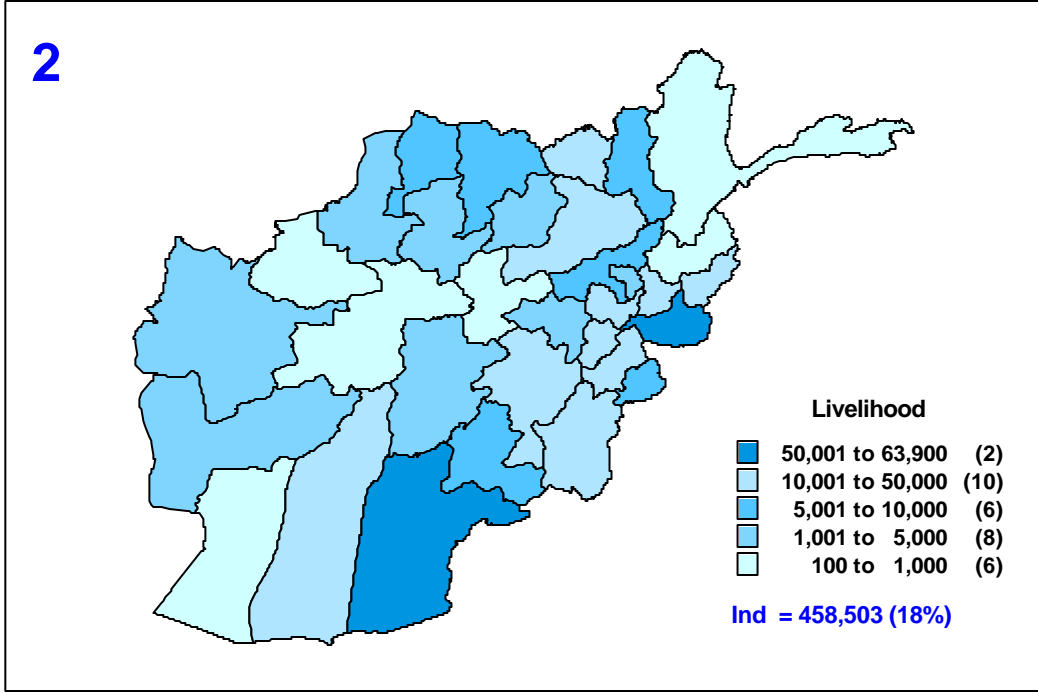 2
Livelihood
50,001 to 63,900 (2)
10,001 to 50,000 (10)
5,001 to 10,000 (6)
1,001 to 5,000 (8)
100 to 1,000 (6)
Ind = 458,503 (18%)